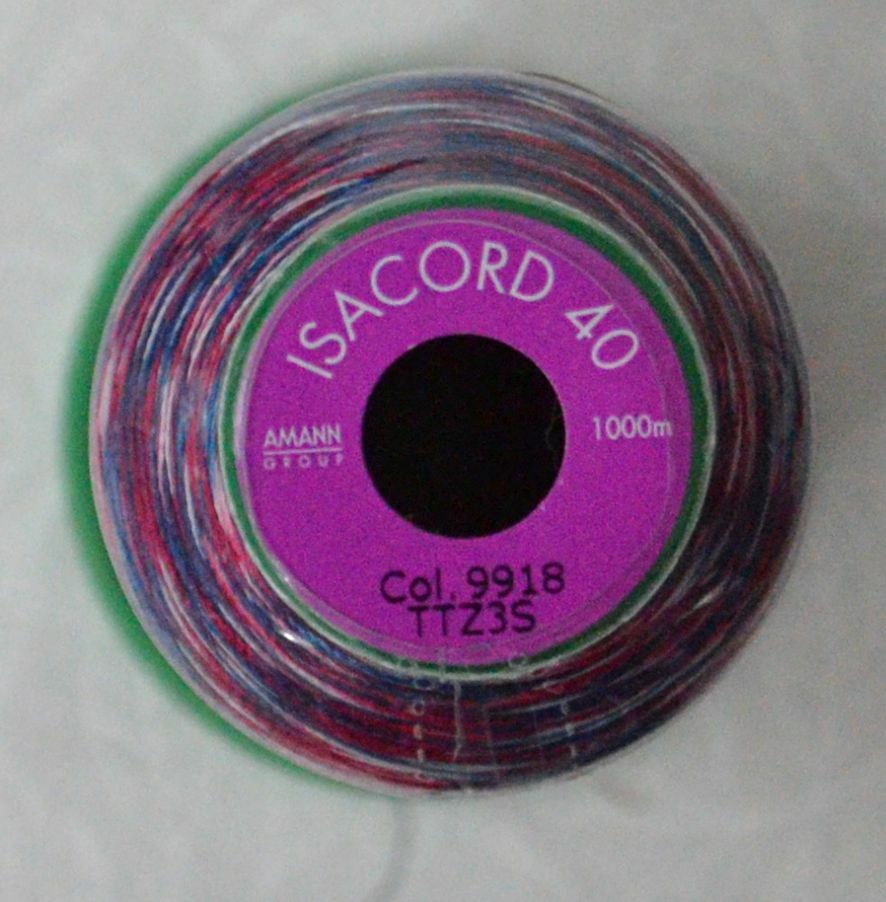 ISACORD 40
AMANN
GROUP
1000m
Col. 9918
TTZ3S